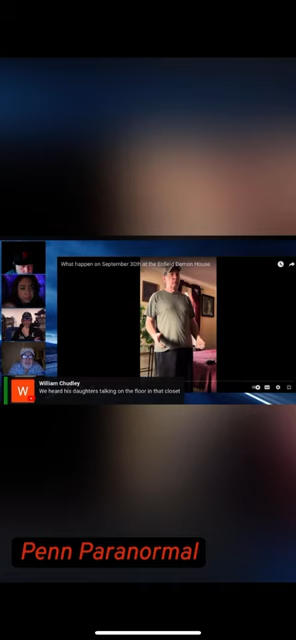 What happen on September 30th at the Enfield Demon House
W
William Chudley
We heard his daughters talking on the floor in that closet
Penn Paranormal